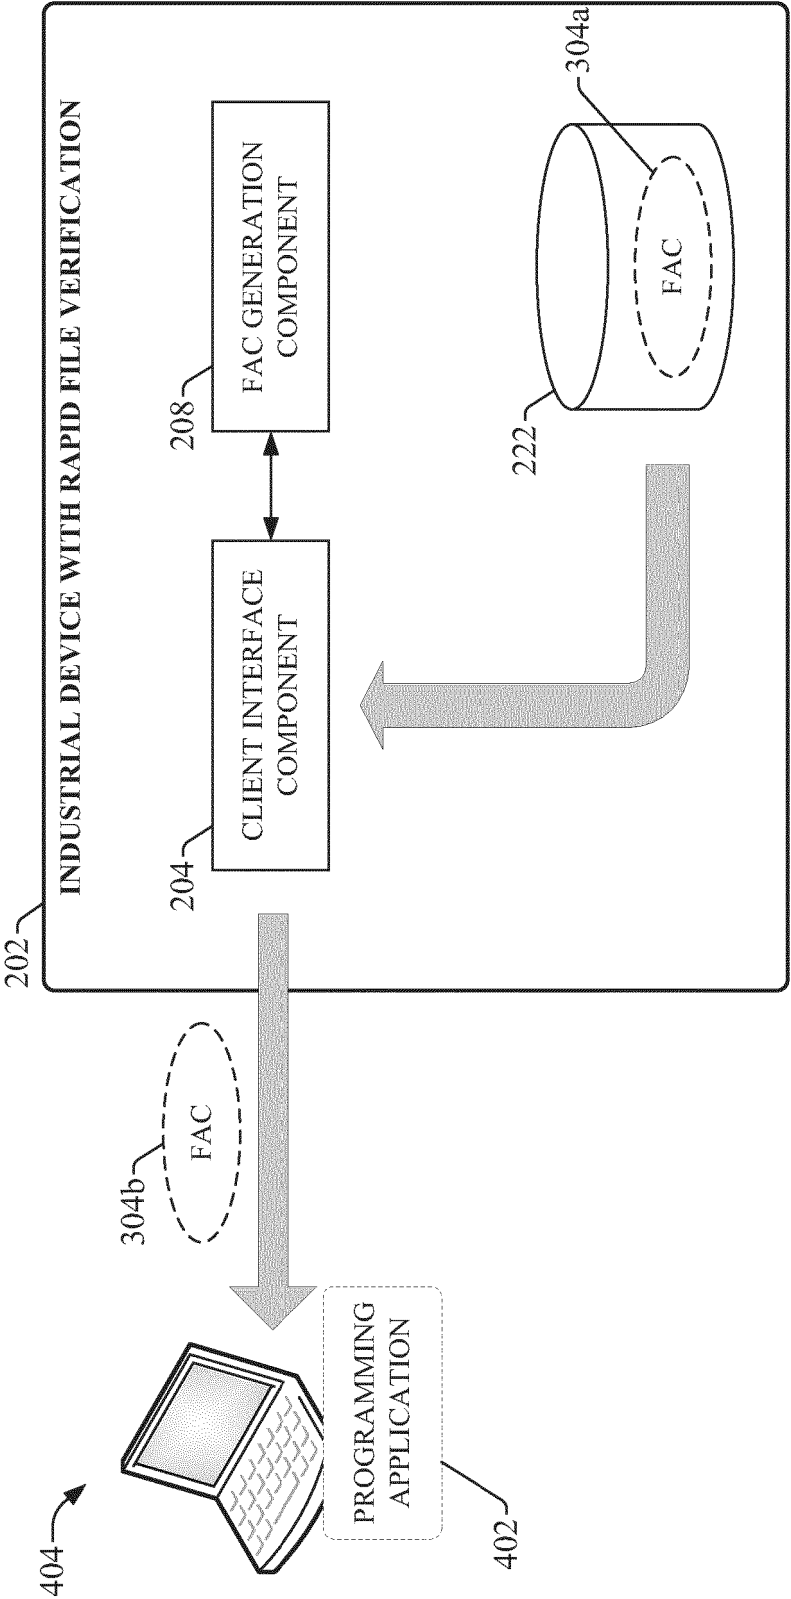 202
INDUSTRIAL DEVICE WITH RAPID FILE VERIFICATION
404
304b
FAC
204
CLIENT INTERFACE
COMPONENT
208
FAC GENERATION
COMPONENT
PROGRAMMING
APPLICATION
402
222
FAC
304a